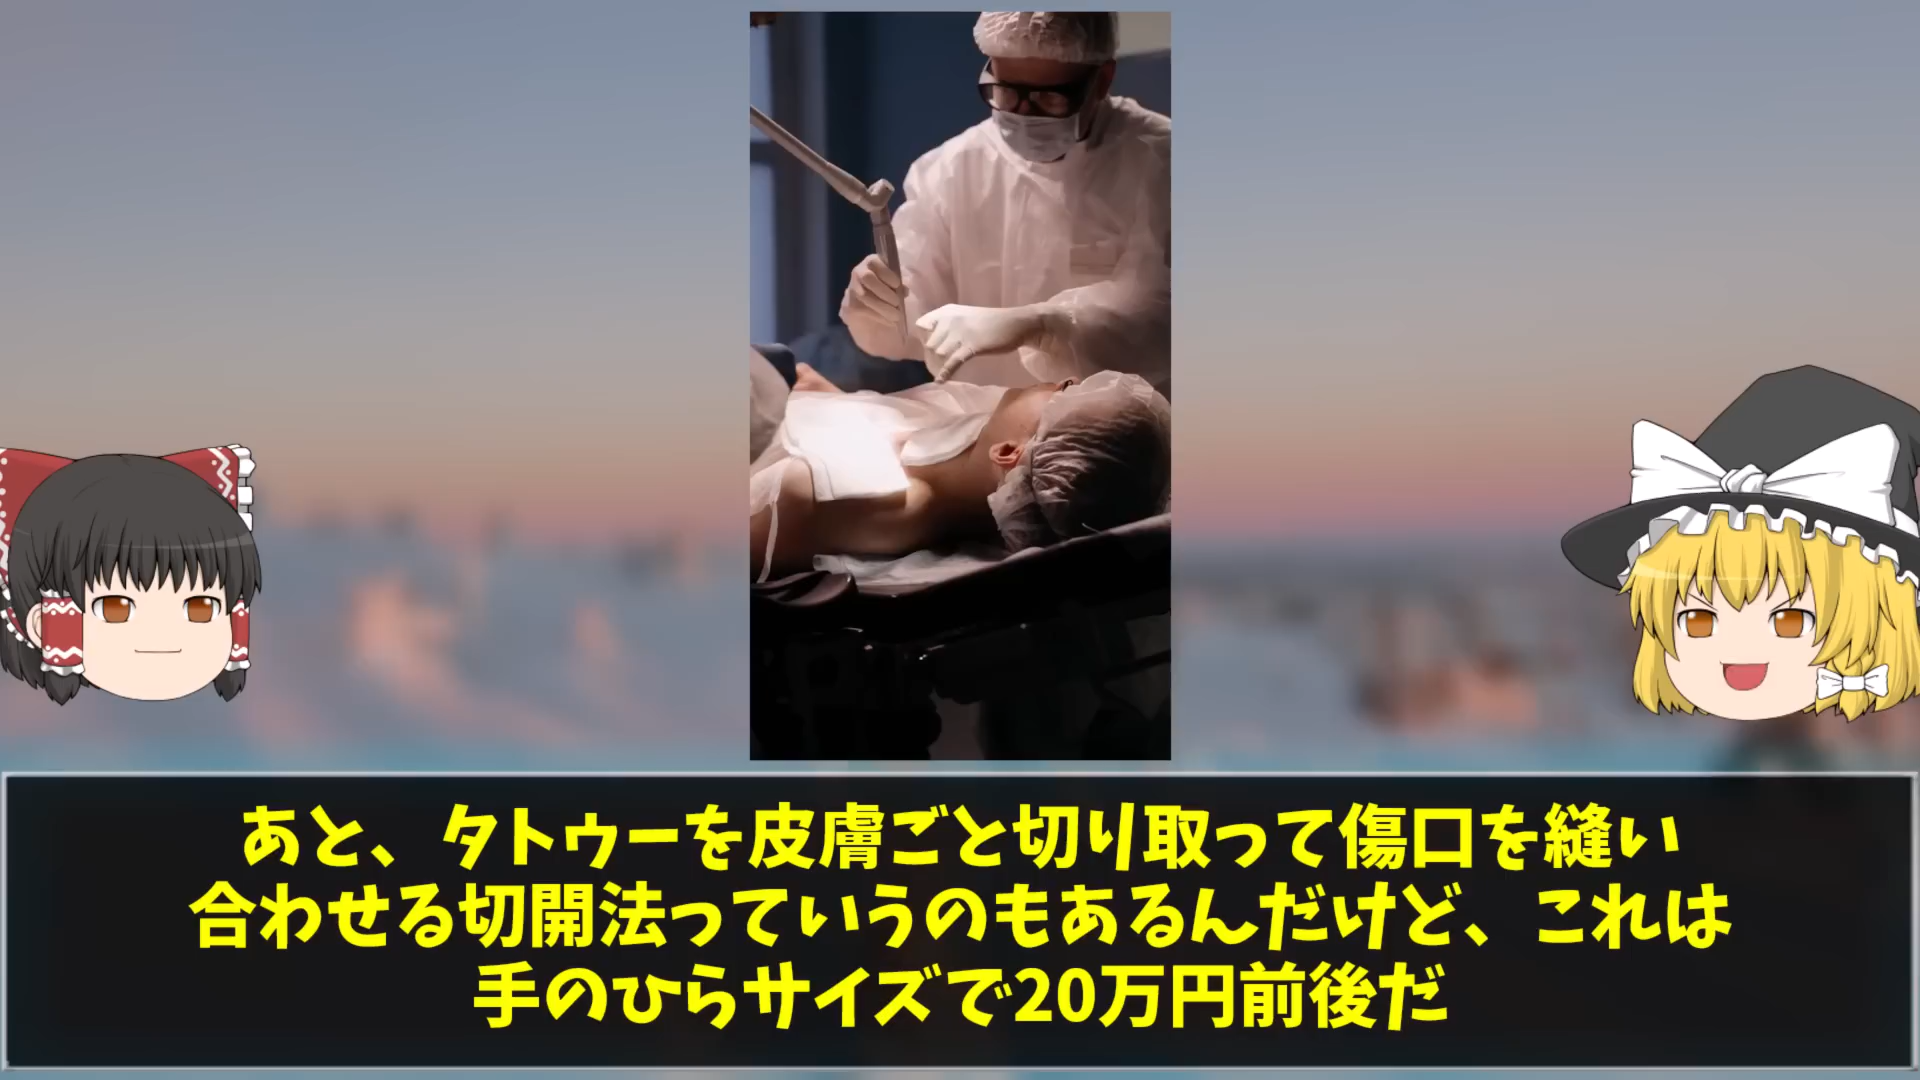 あと、タトゥーを皮膚ごと切り取って傷口を縫い
合わせる切開法っていうのもあるんだけど、これは
手のひらサイズで20万円前後だ